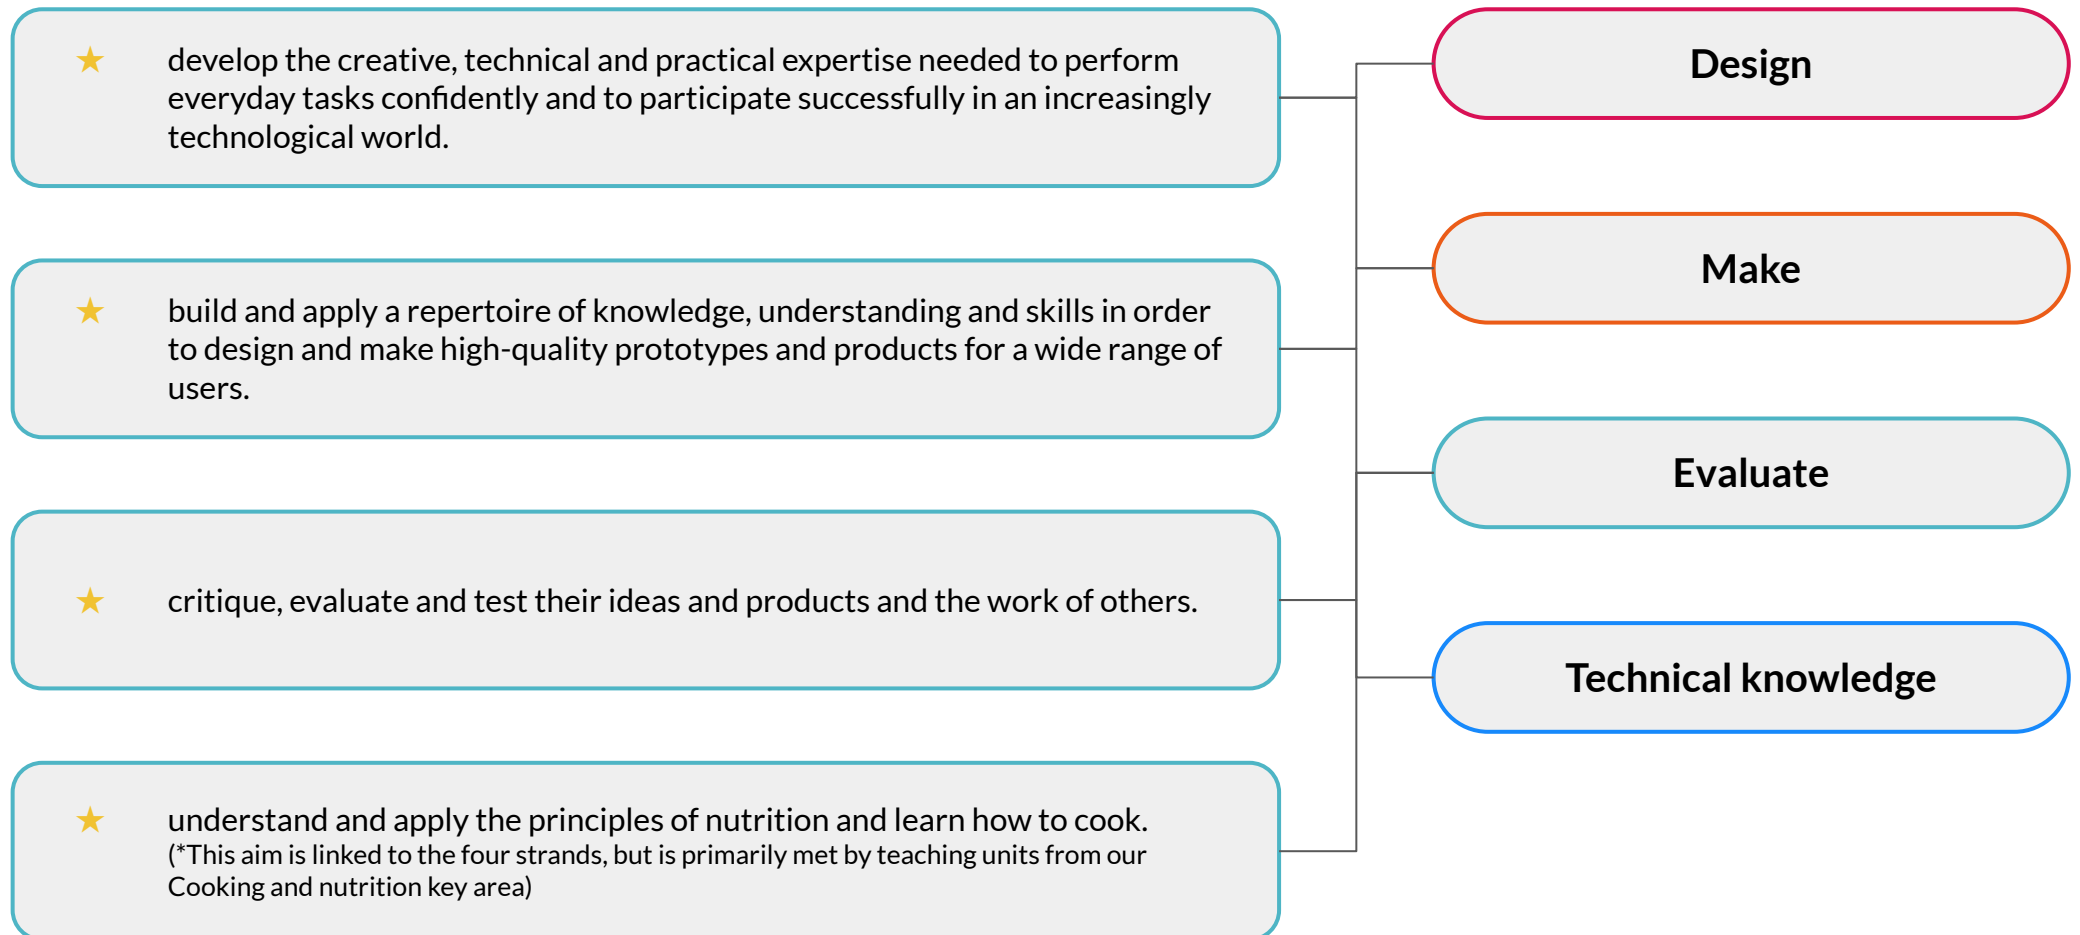 develop the creative, technical and practical expertise needed to perform
everyday tasks confidently and to participate successfully in an increasingly
technological world.
build and apply a repertoire of knowledge, understanding and skills in order
to design and make high-quality prototypes and products for a wide range of
users.
critique, evaluate and test their ideas and products and the work of others.
understand and apply the principles of nutrition and learn how to cook.
(*This aim is linked to the four strands, but is primarily met by teaching units from our
Cooking and nutrition key area)
Design
Make
Evaluate
Technical knowledge